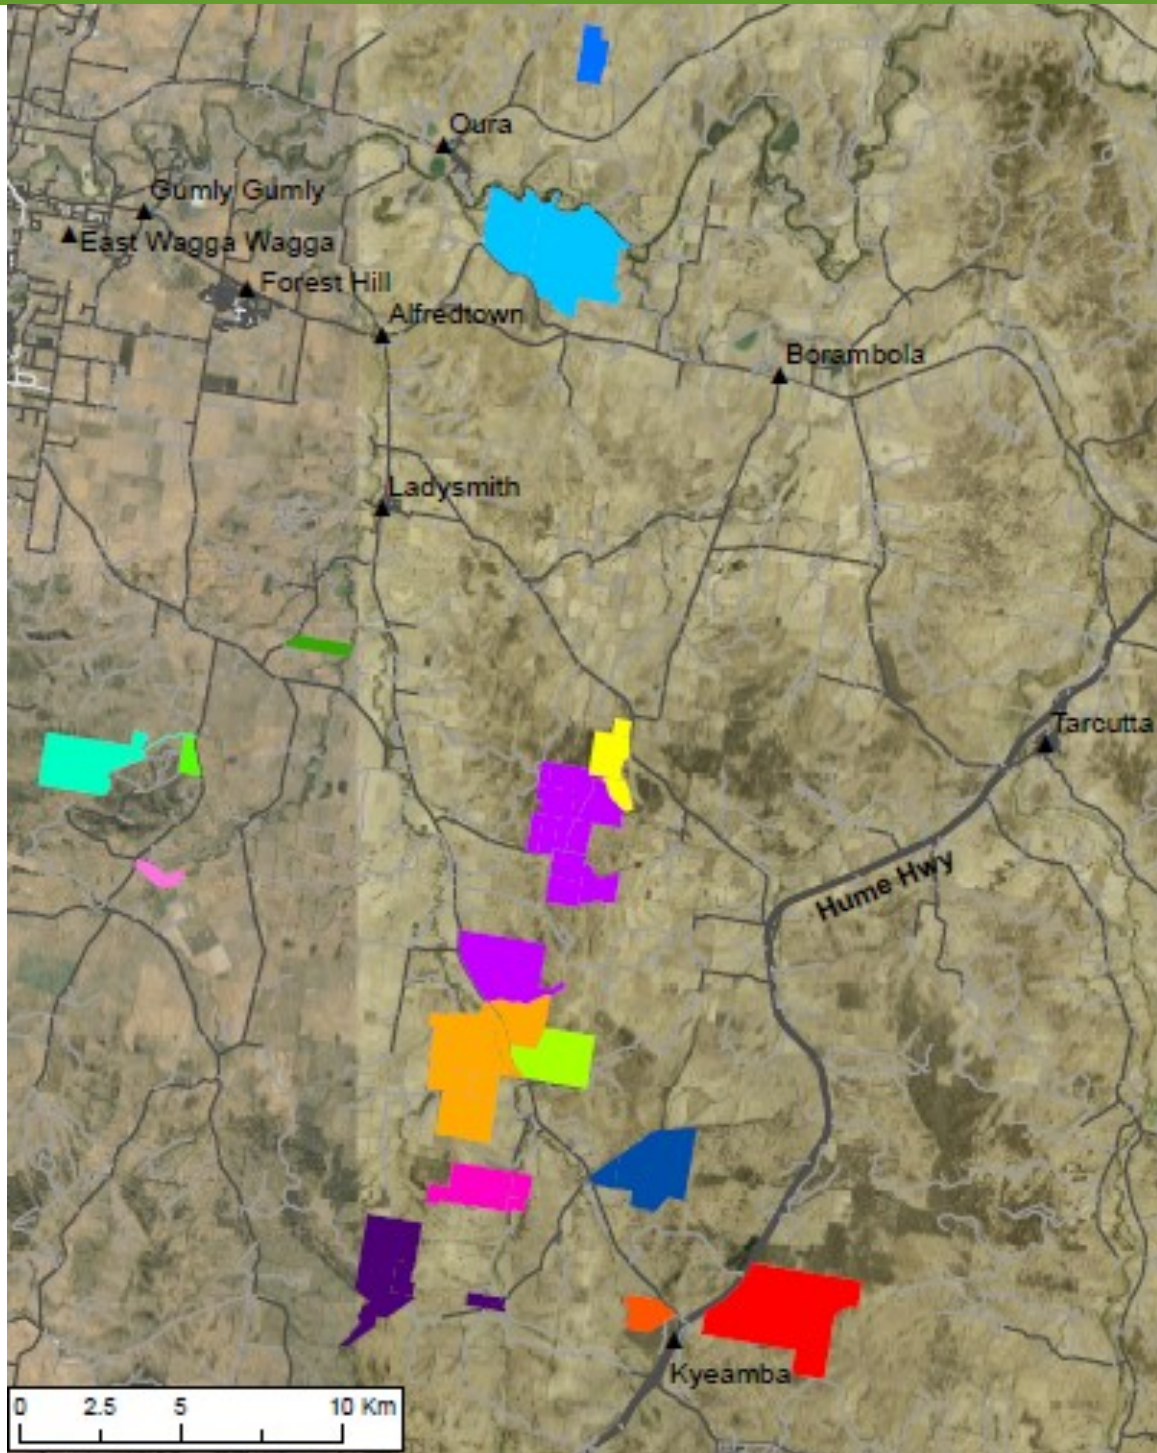 Oura
Gumly Gumly
East Wagga Wagga
Forest Hill
Alfredtown
Borambola
Ladysmith
Tarcutta
Hume Hwy
Kyeamba
0 2.5 5 10 Km